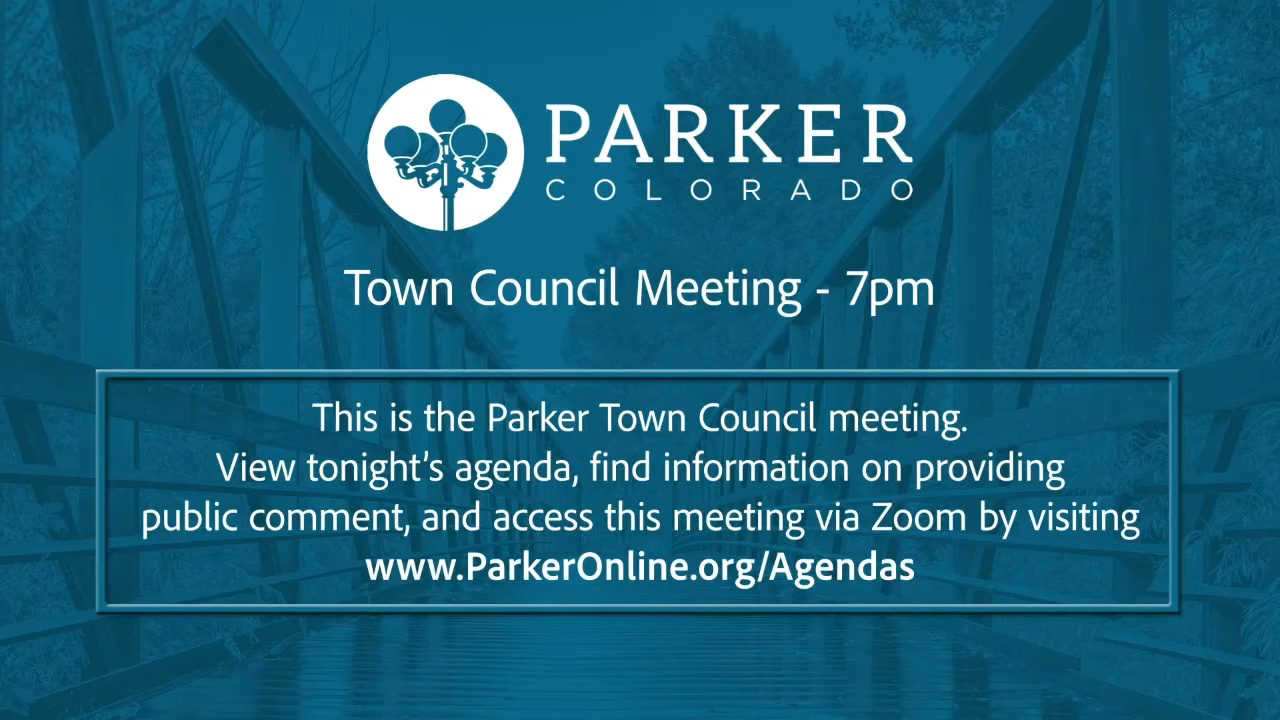 PARKER
COLORADO
Town Council Meeting - 7pm
This is the Parker Town Council meeting.
View tonight's agenda, find information on providing
public comment, and access this meeting via Zoom by visiting
www.ParkerOnline.org/Agendas